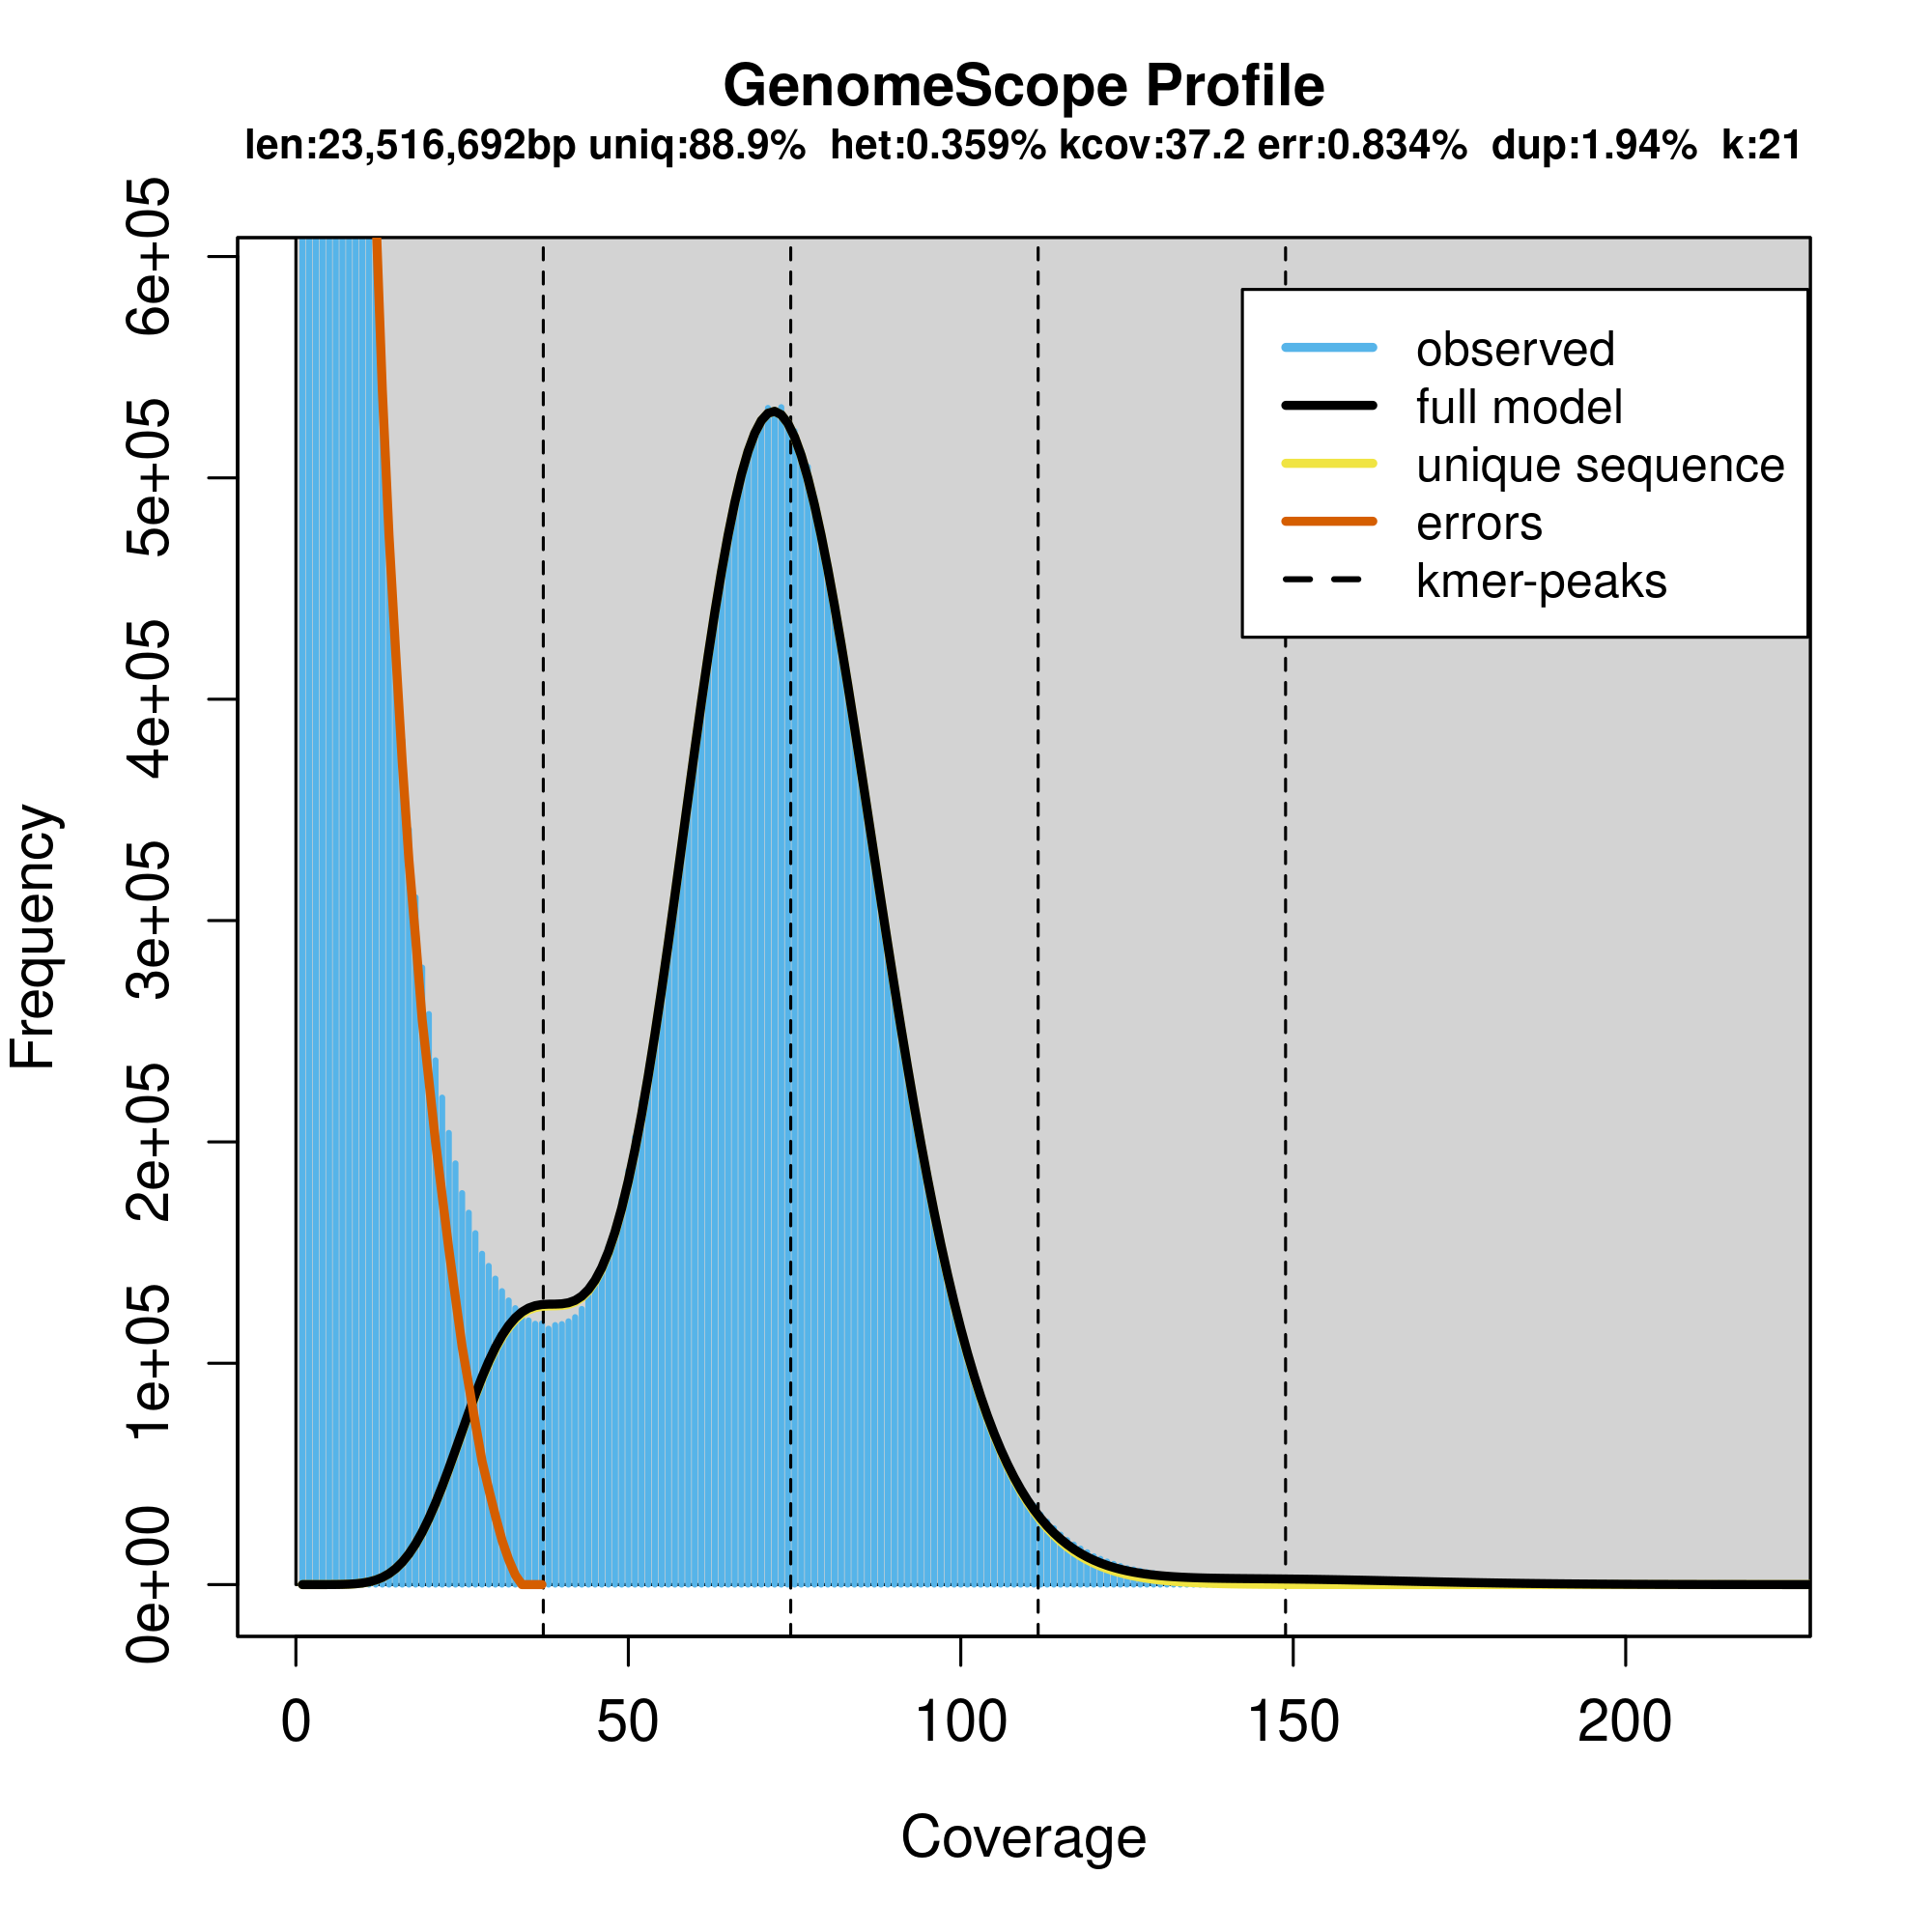 GenomeScope Profile
len:23,516,692bp uniq:88.9%  het:0.359% kcov:37.2 err:0.834%  dup:1.94%  k:21
6e+05
5e+05
4e+05
3e+05
2e+05
1e+05
0e+00
Frequency
observed
full model
unique sequence
errors
kmer-peaks
0 50 100 150 200
Coverage